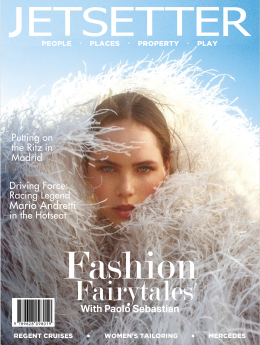 JETSETTER
PEOPLE · PLACES · PROPERTY · PLAY
Putting on
the Ritz in
Madrid
Driving Force:
Racing Legend
Mario Andretti
in the Hotseat
Fashion
Fairytales
With Paolo Sebastian
REGENT CRUISES • WOMEN'S TAILORING • MERCEDES